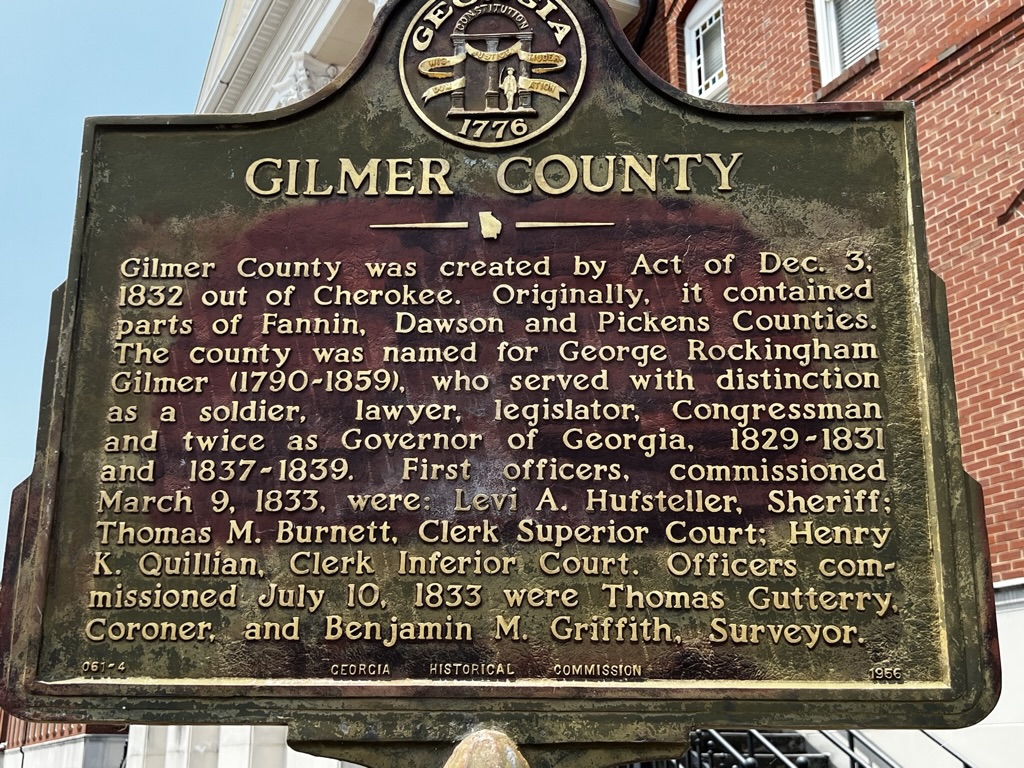 GEORGIA
CONSTITUTION
WIS- JUSTICE MODER-
DOM ATION
1776
GILMER COUNTY
Gilmer County was created by Act of Dec. 3,
1832 out of Cherokee. Originally, it contained
parts of Fannin, Dawson and Pickens Counties.
The county was named for George Rockingham
Gilmer (1790-1859), who served with distinction
as a soldier, lawyer, legislator, Congressman
and twice as Governor of Georgia, 1829-1831
and 1837-1839. First officers, commissioned
March 9, 1833, were: Levi A. Hufsteller, Sheriff;
Thomas M. Burnett, Clerk Superior Court; Henry
K. Quillian, Clerk Inferior Court. Officers com-
missioned July 10, 1833 were Thomas Gutterry,
Coroner, and Benjamin M. Griffith, Surveyor.
061-4 GEORGIA HISTORICAL COMMISSION 1956